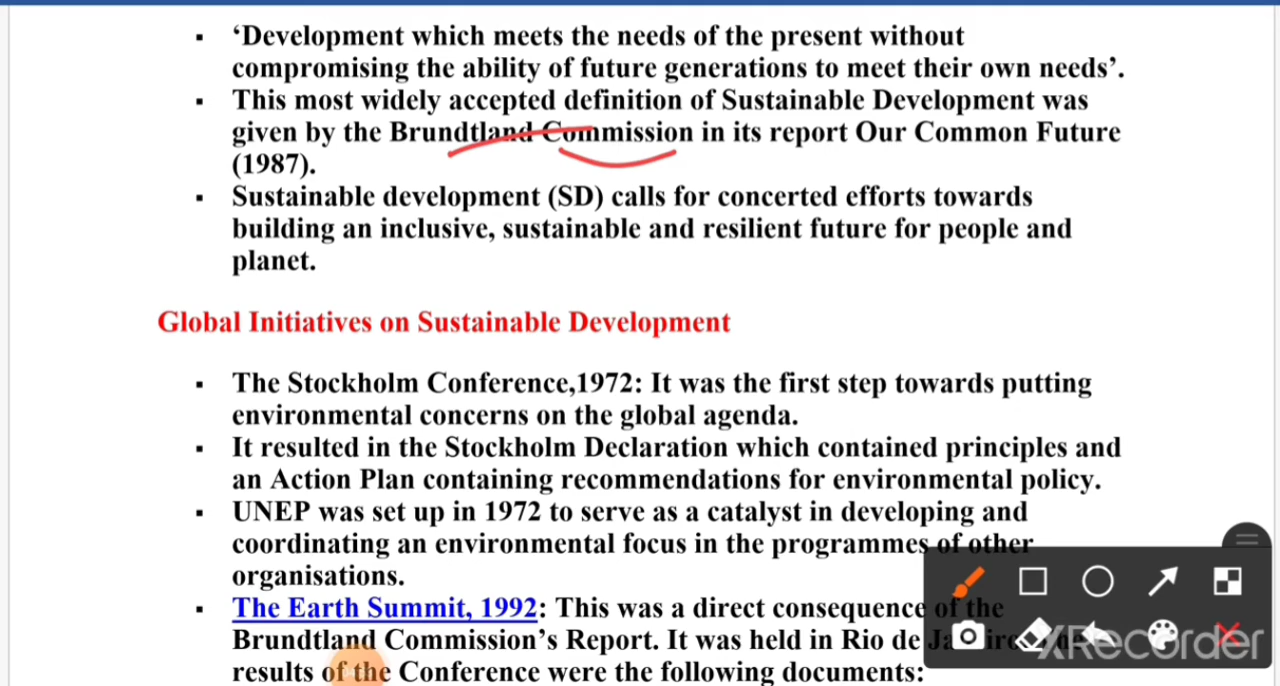 ▪ ‘Development which meets the needs of the present without
compromising the ability of future generations to meet their own needs’.
▪ This most widely accepted definition of Sustainable Development was
given by the Brundtland Commission in its report Our Common Future
(1987).
▪ Sustainable development (SD) calls for concerted efforts towards
building an inclusive, sustainable and resilient future for people and
planet.
Global Initiatives on Sustainable Development
▪ The Stockholm Conference,1972: It was the first step towards putting
environmental concerns on the global agenda.
▪ It resulted in the Stockholm Declaration which contained principles and
an Action Plan containing recommendations for environmental policy.
▪ UNEP was set up in 1972 to serve as a catalyst in developing and
coordinating an environmental focus in the programmes of other
organisations.
▪ The Earth Summit, 1992: This was a direct consequence of the
Brundtland Commission’s Report. It was held in Rio de
results of the Conference were the following documents:
XRecorder